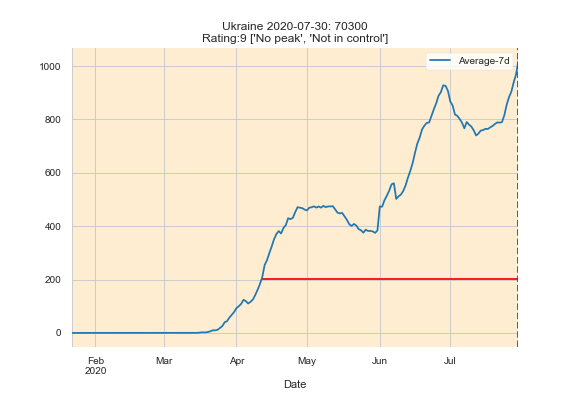 Ukraine 2020-07-30: 70300
Rating:9 ['No peak', 'Not in control']
Average-7d
1000
800
600
400
200
0
Feb
2020
Mar
Apr
May
Jun
Jul
Date